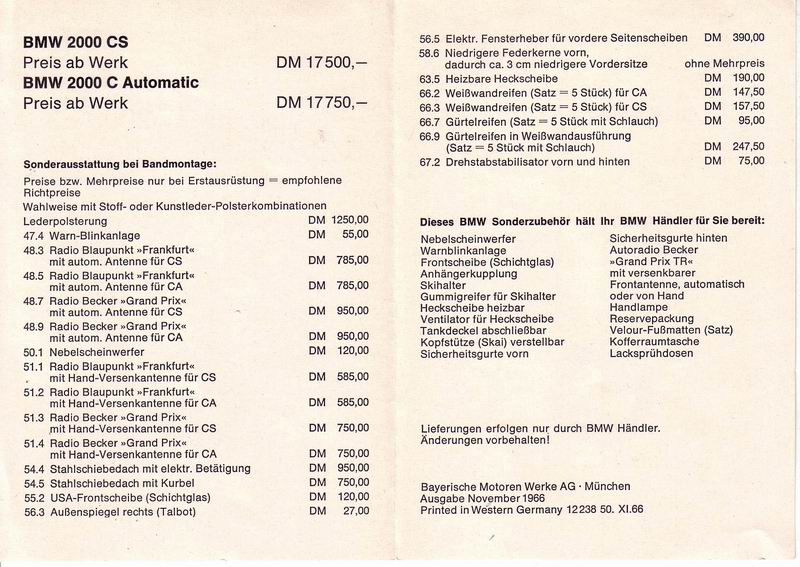 BMW 2000 CS
Preis ab Werk DM 17500,—
BMW 2000 C Automatic
Preis ab Werk DM 17750,—
Sonderausstattung bei Bandmontage:
Preise bzw. Mehrpreise nur bei Erstausrüstung = empfohlene
Richtpreise
Wahlweise mit Stoff- oder Kunstleder-Polsterkombinationen
Lederpolsterung DM 1250,00
47.4 Warn-Blinkanlage DM 55,00
48.3 Radio Blaupunkt »Frankfurt«
mit autom. Antenne für CS DM 785,00
48.5 Radio Blaupunkt »Frankfurt«
mit autom. Antenne für CA DM 785,00
48.7 Radio Becker »Grand Prix«
mit autom. Antenne für CS DM 950,00
48.9 Radio Becker »Grand Prix«
mit autom. Antenne für CA DM 950,00
50.1 Nebelscheinwerfer DM 120,00
51.1 Radio Blaupunkt »Frankfurt«
mit Hand-Versenkantenne für CS DM 585,00
51.2 Radio Blaupunkt »Frankfurt«
mit Hand-Versenkantenne für CA DM 585,00
51.3 Radio Becker »Grand Prix«
mit Hand-Versenkantenne für CS DM 750,00
51.4 Radio Becker »Grand Prix«
mit Hand-Versenkantenne für CA DM 750,00
54.4 Stahlschiebedach mit elektr. Betätigung DM 950,00
54.5 Stahlschiebedach mit Kurbel DM 750,00
55.2 USA-Frontscheibe (Schichtglas) DM 120,00
56.3 Außenspiegel rechts (Talbot) DM 27,00
56.5 Elektr. Fensterheber für vordere Seitenscheiben DM 390,00
58.6 Niedrigere Federkerne vorn,
dadurch ca. 3 cm niedrigere Vordersitze ohne Mehrpreis
63.5 Heizbare Heckscheibe DM 190,00
66.2 Weißwandreifen (Satz = 5 Stück) für CA DM 147,50
66.3 Weißwandreifen (Satz = 5 Stück) für CS DM 157,50
66.7 Gürtelreifen (Satz = 5 Stück mit Schlauch) DM 95,00
66.9 Gürtelreifen in Weißwandausführung
(Satz = 5 Stück mit Schlauch) DM 247,50
67.2 Drehstabstabilisator vorn und hinten DM 75,00
Dieses BMW Sonderzubehör hält Ihr BMW Händler für Sie bereit:
Nebelscheinwerfer
Warnblinkanlage
Frontscheibe (Schichtglas)
Anhängerkupplung
Skihalter
Gummigreifer für Skihalter
Heckscheibe heizbar
Ventilator für Heckscheibe
Tankdeckel abschließbar
Kopfstütze (Skai) verstellbar
Sicherheitsgurte vorn
Sicherheitsgurte hinten
Autoradio Becker
»Grand Prix TR«
mit versenkbarer
Frontantenne, automatisch
oder von Hand
Handlampe
Reservepackung
Velour-Fußmatten (Satz)
Kofferraumtasche
Lacksprühdosen
Lieferungen erfolgen nur durch BMW Händler.
Änderungen vorbehalten!
Bayerische Motoren Werke AG · München
Ausgabe November 1966
Printed in Western Germany 12238 50. XI.66